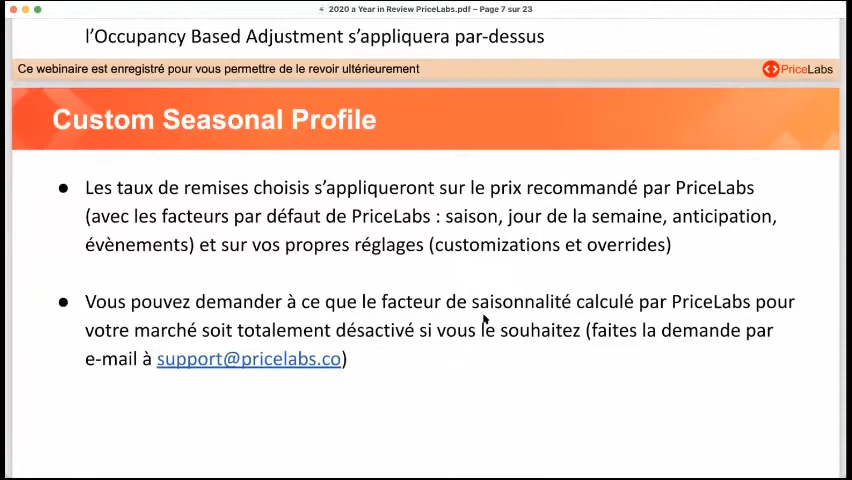 2020 a Year in Review PriceLabs.pdf – Page 7 sur 23
l’Occupancy Based Adjustment s’appliquera par-dessus
Ce webinaire est enregistré pour vous permettre de le revoir ultérieurement
PriceLabs
Custom Seasonal Profile
● Les taux de remises choisis s’appliqueront sur le prix recommandé par PriceLabs
(avec les facteurs par défaut de PriceLabs : saison, jour de la semaine, anticipation,
évènements) et sur vos propres réglages (customizations et overrides)
● Vous pouvez demander à ce que le facteur de saisonnalité calculé par PriceLabs pour
votre marché soit totalement désactivé si vous le souhaitez (faites la demande par
e-mail à support@pricelabs.co)